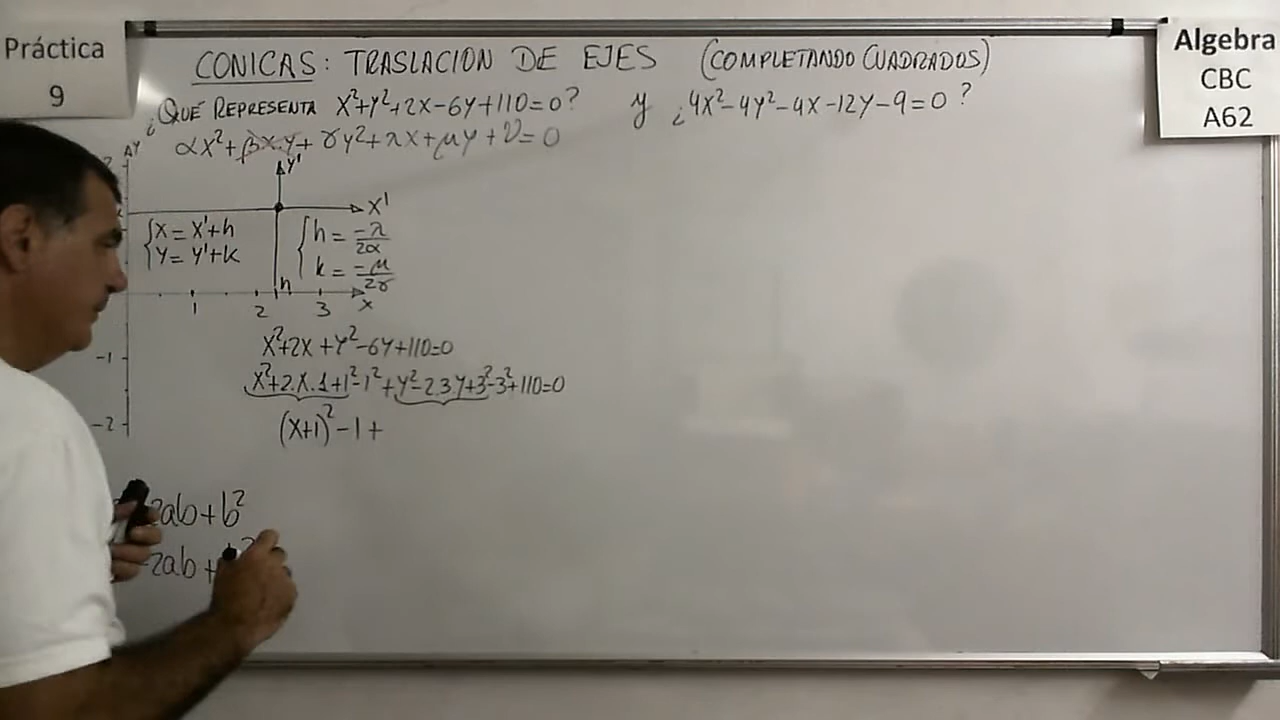 Práctica
9
CONICAS: TRASLACION DE EJES (COMPLETANDO CUADRADOS)
Algebra
CBC
A62
¿QUÉ REPRESENTA X²+Y²+2X-6Y+110=0? y ¿4X²-4Y²-4X-12Y-9=0?
αX²+βX.Y+γY²+λX+μY+υ=0
Y
Y'
X'
{X=X'+h
Y=Y'+k
{h=-λ/2α
k=-μ/2γ
h
1 2 3 X
-1
-2
X²+2X+Y²-6Y+110=0
X²+2.X.1+1²-1²+Y²-2.3.Y+3²-3²+110=0
(X+1)²-1+
2ab+b²
-2ab+